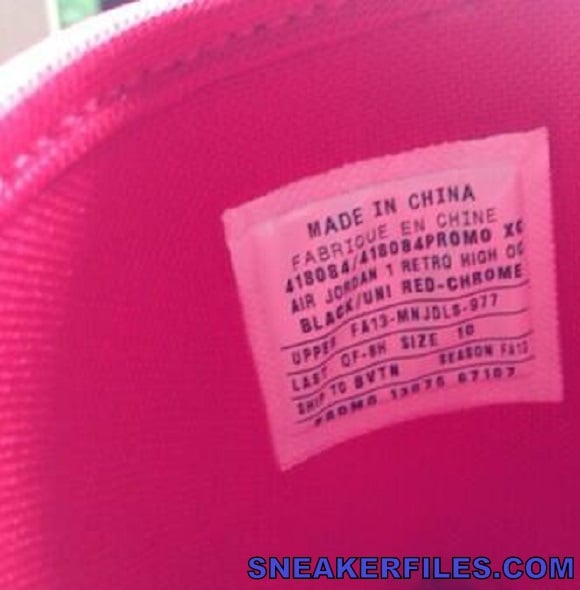 MADE IN CHINA
FABRIQUE EN CHINE
418084/418084PROMO XC
AIR JORDAN 1 RETRO HIGH OG
BLACK/UNI RED-CHROME
UPPER FA13-MNJDLS-977
LAST QF-8H SIZE 10
SHIP TO BVTN SEASON FA13
PROMO
SNEAKERFILES.COM